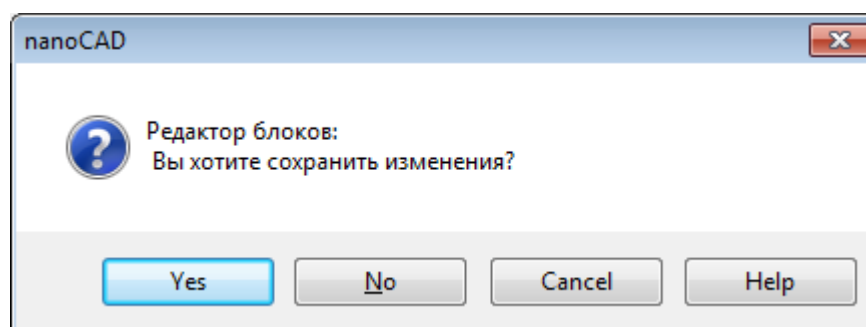 nanoCAD
Редактор блоков:
Вы хотите сохранить изменения?
Yes No Cancel Help